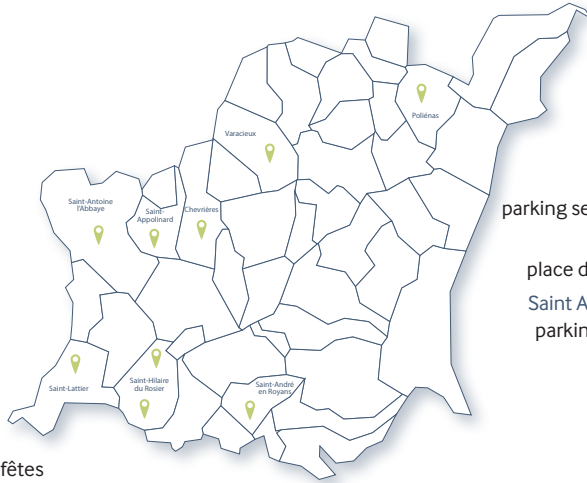 Poliénas
Varacieux
Saint-Antoine
l'Abbaye
Saint-
Appolinard
Chevrières
parking se
place d
Saint A
parkin
Saint-Lattier
Saint-Hilaire
du Rosier
Saint-André
en Royans
fêtes